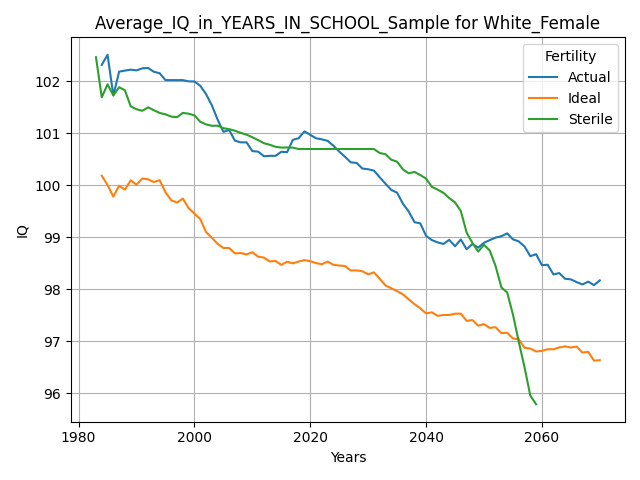 Average_IQ_in_YEARS_IN_SCHOOL_Sample for White_Female
Fertility
Actual
Ideal
Sterile
IQ
102
101
100
99
98
97
96
1980
2000
2020
2040
2060
Years